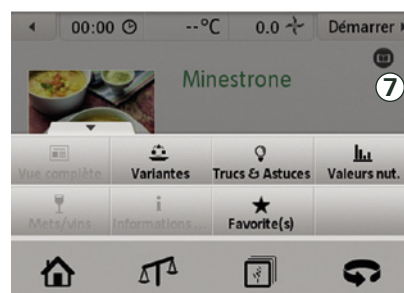 00:00 --°C 0.0 Démarrer
Minestrone
7
Vue complète Variantes Trucs & Astuces Valeurs nut.
Mets/vins Informations ... Favorite(s)